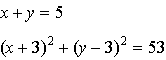 x + y = 5
(x + 3)² + (y − 3)² = 53